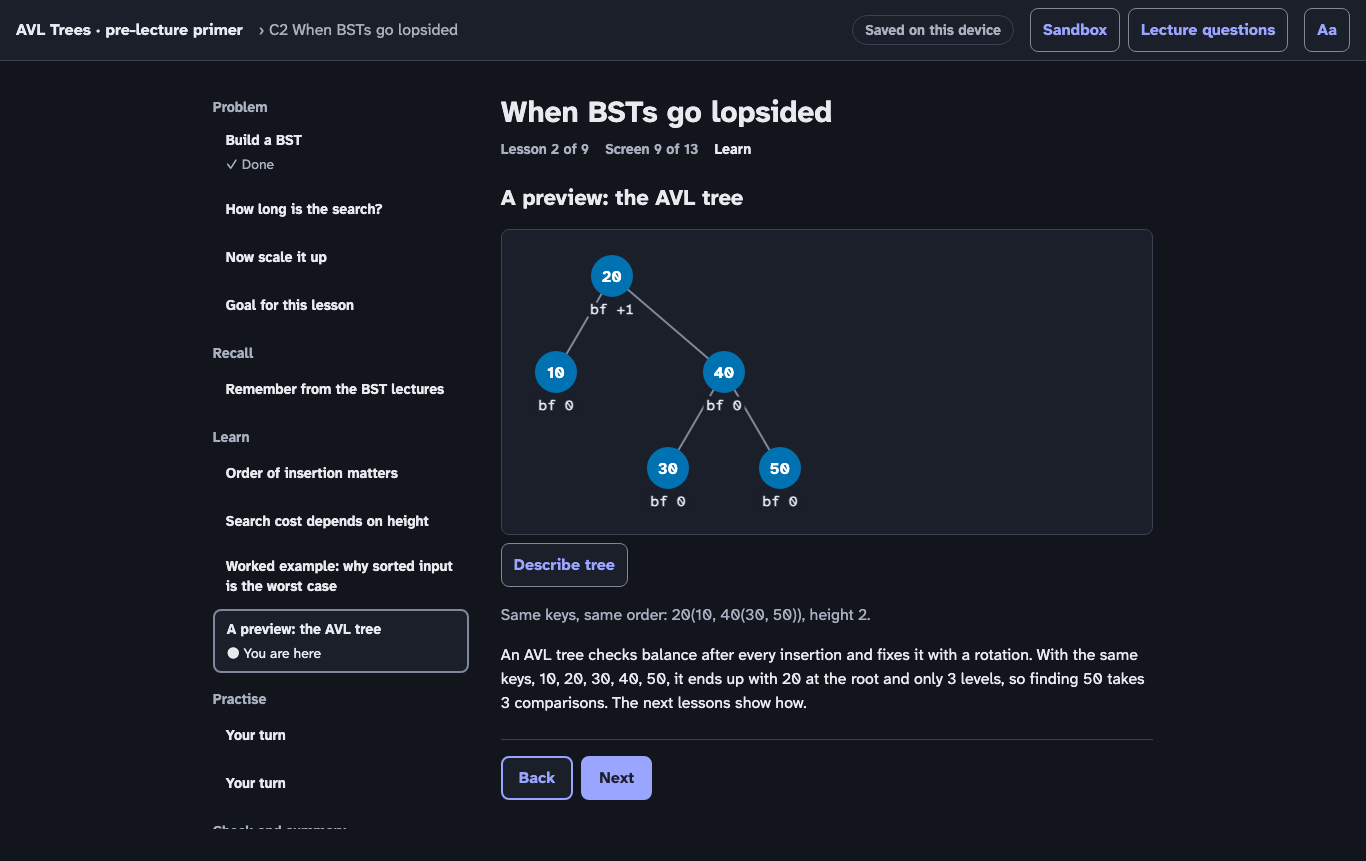 AVL Trees · pre-lecture primer
› C2 When BSTs go lopsided
Saved on this device
Sandbox
Lecture questions
Aa
Problem
Build a BST
✓ Done
How long is the search?
Now scale it up
Goal for this lesson
Recall
Remember from the BST lectures
Learn
Order of insertion matters
Search cost depends on height
Worked example: why sorted input
is the worst case
A preview: the AVL tree
You are here
Practise
Your turn
Your turn
When BSTs go lopsided
Lesson 2 of 9 Screen 9 of 13 Learn
A preview: the AVL tree
20
bf +1
10
40
bf 0
bf 0
30
50
bf 0
bf 0
Describe tree
Same keys, same order: 20(10, 40(30, 50)), height 2.
An AVL tree checks balance after every insertion and fixes it with a rotation. With the same
keys, 10, 20, 30, 40, 50, it ends up with 20 at the root and only 3 levels, so finding 50 takes
3 comparisons. The next lessons show how.
Back
Next